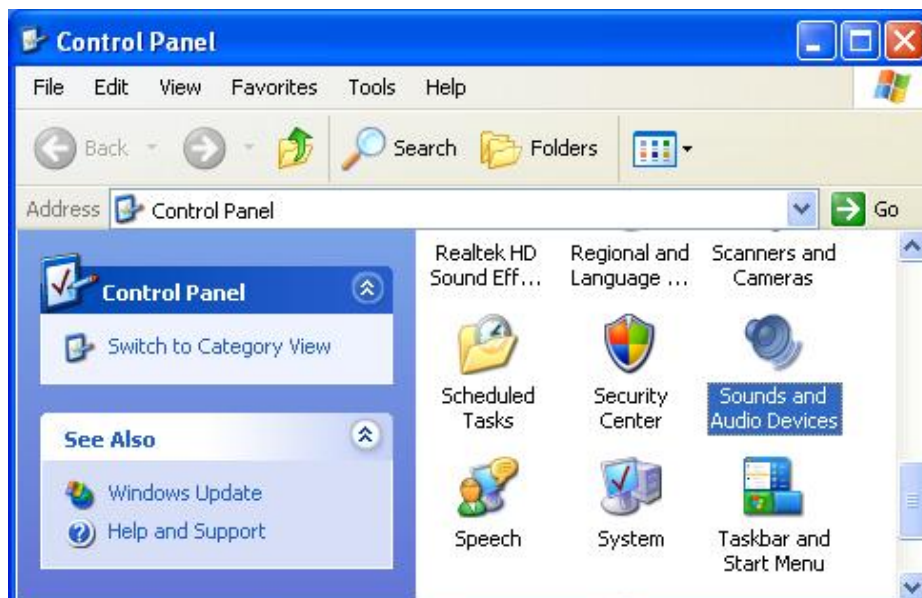 Control Panel
File Edit View Favorites Tools Help
Back Search Folders
Address Control Panel Go
Control Panel
Switch to Category View
See Also
Windows Update
Help and Support
Realtek HD
Sound Eff...
Regional and
Language ...
Scanners and
Cameras
Scheduled
Tasks
Security
Center
Sounds and
Audio Devices
Speech
System
Taskbar and
Start Menu